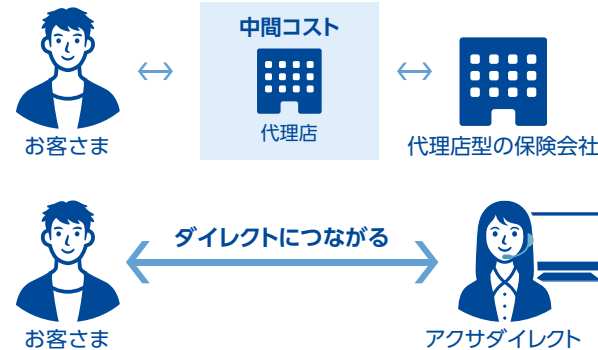 中間コスト
代理店
お客さま
代理店型の保険会社
ダイレクトにつながる
お客さま
アクサダイレクト